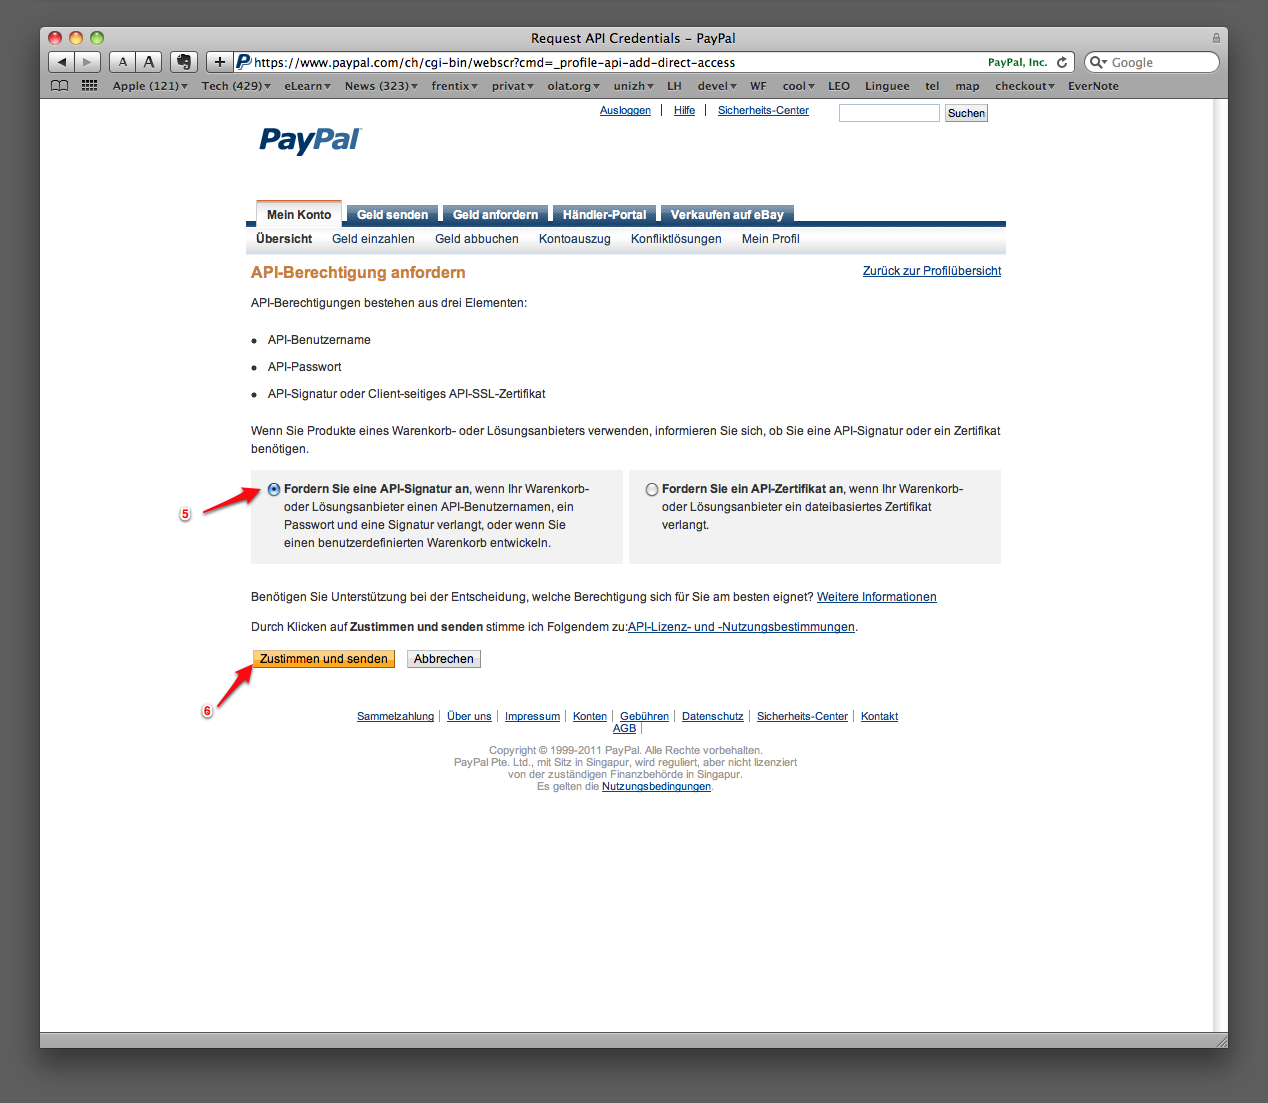 Request API Credentials – PayPal
A A + https://www.paypal.com/ch/cgi-bin/webscr?cmd=_profile-api-add-direct-access PayPal, Inc. Google
Apple (121) Tech (429) eLearn News (323) frentix privat olat.org unizh LH devel WF cool LEO Linguee tel map checkout EverNote
Ausloggen Hilfe Sicherheits-Center Suchen
PayPal
Mein Konto Geld senden Geld anfordern Händler-Portal Verkaufen auf eBay
Übersicht Geld einzahlen Geld abbuchen Kontoauszug Konfliktlösungen Mein Profil
API-Berechtigung anfordern Zurück zur Profilübersicht
API-Berechtigungen bestehen aus drei Elementen:
• API-Benutzername
• API-Passwort
• API-Signatur oder Client-seitiges API-SSL-Zertifikat
Wenn Sie Produkte eines Warenkorb- oder Lösungsanbieters verwenden, informieren Sie sich, ob Sie eine API-Signatur oder ein Zertifikat
benötigen.
5
Fordern Sie eine API-Signatur an, wenn Ihr Warenkorb-
oder Lösungsanbieter einen API-Benutzernamen, ein
Passwort und eine Signatur verlangt, oder wenn Sie
einen benutzerdefinierten Warenkorb entwickeln.
Fordern Sie ein API-Zertifikat an, wenn Ihr Warenkorb-
oder Lösungsanbieter ein dateibasiertes Zertifikat
verlangt.
Benötigen Sie Unterstützung bei der Entscheidung, welche Berechtigung sich für Sie am besten eignet? Weitere Informationen
Durch Klicken auf Zustimmen und senden stimme ich Folgendem zu:API-Lizenz- und -Nutzungsbestimmungen.
Zustimmen und senden Abbrechen
6
Sammelzahlung | Über uns | Impressum | Konten | Gebühren | Datenschutz | Sicherheits-Center | Kontakt
AGB |
Copyright © 1999-2011 PayPal. Alle Rechte vorbehalten.
PayPal Pte. Ltd., mit Sitz in Singapur, wird reguliert, aber nicht lizenziert
von der zuständigen Finanzbehörde in Singapur.
Es gelten die Nutzungsbedingungen.